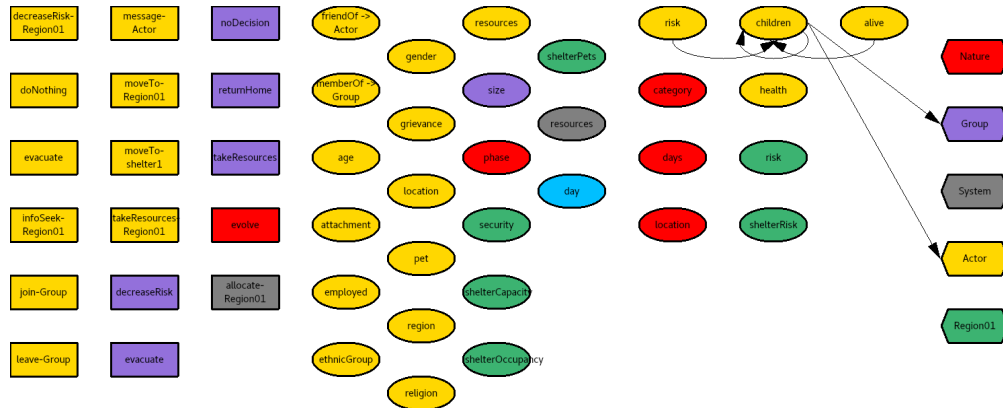 decreaseRisk-
Region01
message-
Actor
noDecision
friendOf ->
Actor
resources
risk
children
alive
gender
shelterPets
Nature
doNothing
moveTo-
Region01
returnHome
memberOf ->
Group
size
category
health
grievance
resources
Group
evacuate
moveTo-
shelter1
takeResources
age
phase
days
risk
location
day
System
infoSeek-
Region01
takeResources-
Region01
evolve
attachment
security
location
shelterRisk
pet
Actor
join-Group
decreaseRisk
allocate-
Region01
employed
shelterCapacity
region
Region01
leave-Group
evacuate
ethnicGroup
shelterOccupancy
religion